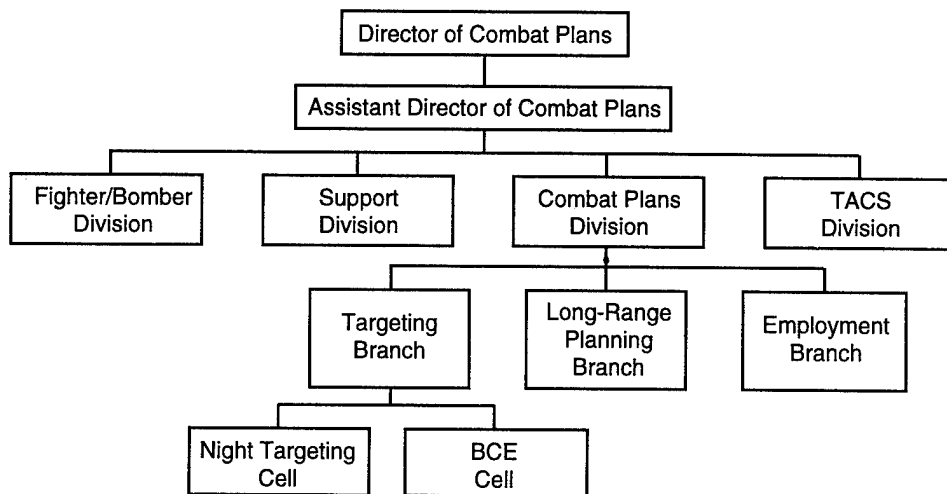 Director of Combat Plans
Assistant Director of Combat Plans
Fighter/Bomber
Division
Support
Division
Combat Plans
Division
TACS
Division
Targeting
Branch
Long-Range
Planning
Branch
Employment
Branch
Night Targeting
Cell
BCE
Cell